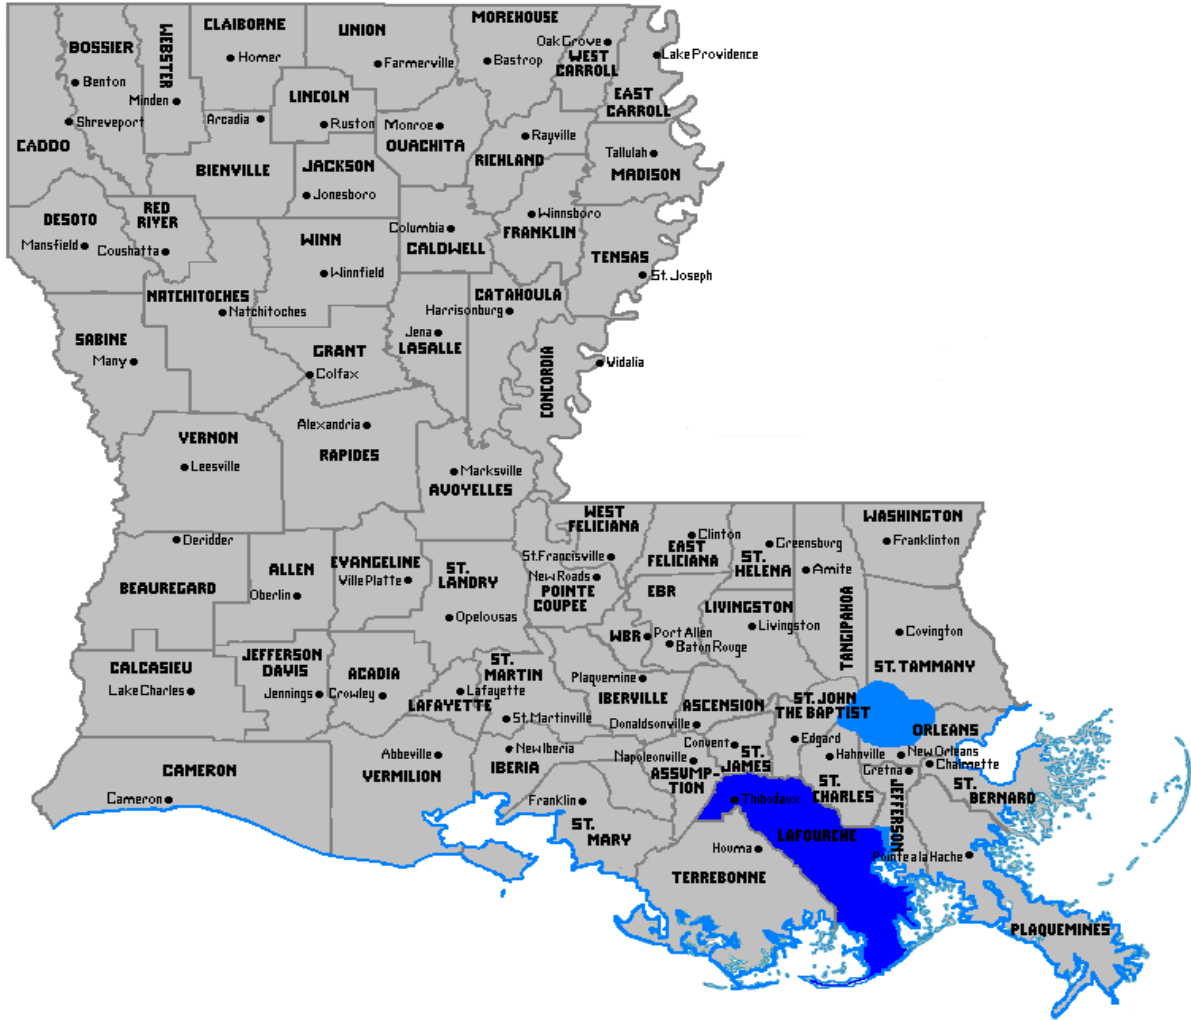 MOREHOUSE
CLAIBORNE
UNION
WEBSTER
Oak Grove
BOSSIER
WEST
CARROLL
Lake Providence
Homer
Farmerville
Bastrop
Benton
LINCOLN
EAST
CARROLL
Minden
Shreveport
Arcadia
Ruston
Monroe
Rayville
CADDO
OUACHITA
RICHLAND
Tallulah
BIENVILLE
JACKSON
MADISON
Jonesboro
RED
RIVER
DESOTO
Winnsboro
Columbia
FRANKLIN
Mansfield
Coushatta
WINN
CALDWELL
TENSAS
Winnfield
St. Joseph
NATCHITOCHES
CATAHOULA
Natchitoches
Harrisonburg
SABINE
Jena
GRANT
LASALLE
Many
Vidalia
Colfax
CONCORDIA
Alexandria
VERNON
RAPIDES
Leesville
Marksville
AVOYELLES
WEST
FELICIANA
WASHINGTON
Deridder
Clinton
Greensburg
Franklinton
EAST
FELICIANA
ST.
HELENA
St. Francisville
EVANGELINE
ALLEN
ST.
LANDRY
Amite
BEAUREGARD
Ville Platte
New Roads
POINTE
COUPEE
EBR
Oberlin
LIVINGSTON
TANGIPAHOA
Opelousas
Livingston
Covington
WBR
Port Allen
Baton Rouge
JEFFERSON
DAVIS
ST.
MARTIN
CALCASIEU
ACADIA
ST. TAMMANY
Plaquemine
Lake Charles
Jennings
Crowley
Lafayette
IBERVILLE
ST. JOHN
THE BAPTIST
LAFAYETTE
ASCENSION
St. Martinville
Donaldsonville
ORLEANS
Edgard
Convent
New Iberia
Abbeville
Napoleonville
Hahnville
New Orleans
ST.
JAMES
Chalmette
CAMERON
VERMILION
IBERIA
ASSUMP-
TION
Gretna
ST.
CHARLES
JEFFERSON
ST.
BERNARD
Cameron
Franklin
Thibodaux
ST.
MARY
LAFOURCHE
Houma
Pointe a la Hache
TERREBONNE
PLAQUEMINES